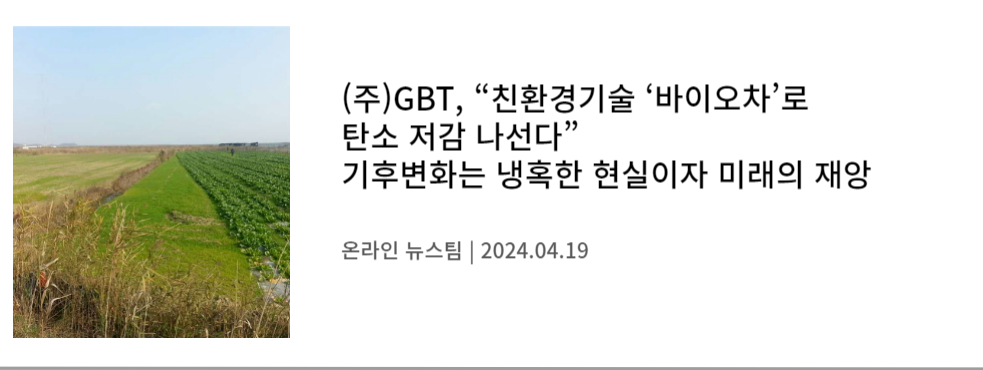 (주)GBT, “친환경기술 ‘바이오차’로
탄소 저감 나선다”
기후변화는 냉혹한 현실이자 미래의 재앙
온라인 뉴스팀 | 2024.04.19